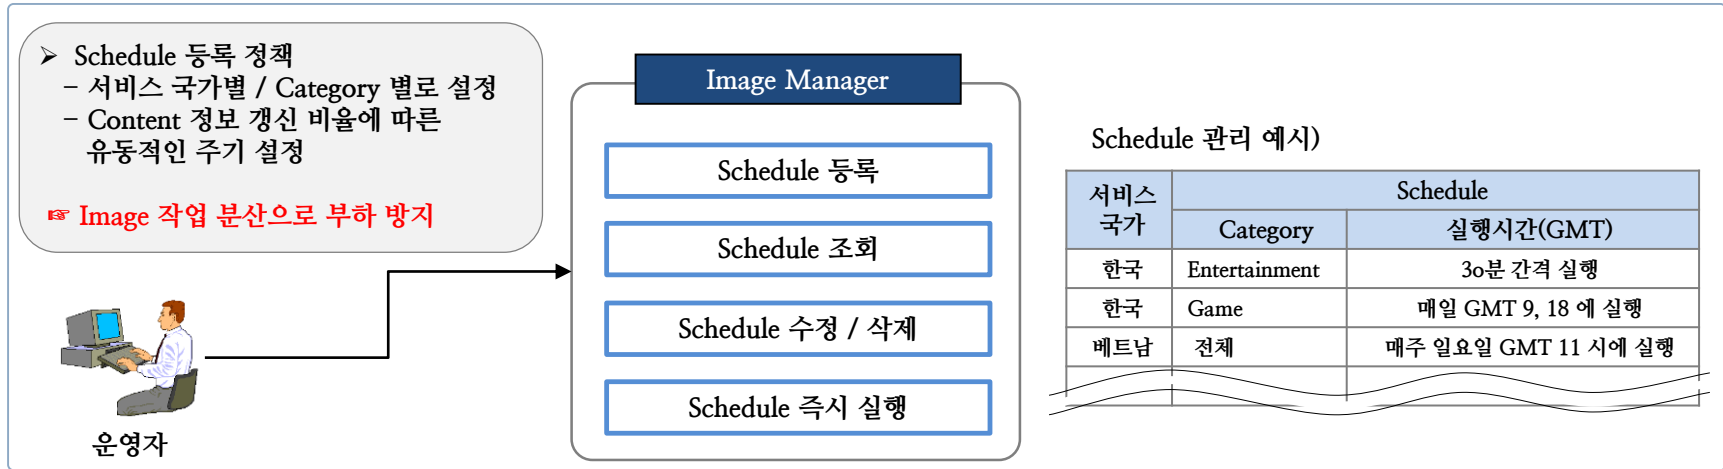 ➢ Schedule 등록 정책
– 서비스 국가별 / Category 별로 설정
– Content 정보 갱신 비율에 따른
유동적인 주기 설정
☞ Image 작업 분산으로 부하 방지
운영자
Image Manager
Schedule 등록
Schedule 조회
Schedule 수정 / 삭제
Schedule 즉시 실행
Schedule 관리 예시)
서비스 국가 Schedule
Category 실행시간(GMT)
한국 Entertainment 30분 간격 실행
한국 Game 매일 GMT 9, 18 에 실행
베트남 전체 매주 일요일 GMT 11 시에 실행